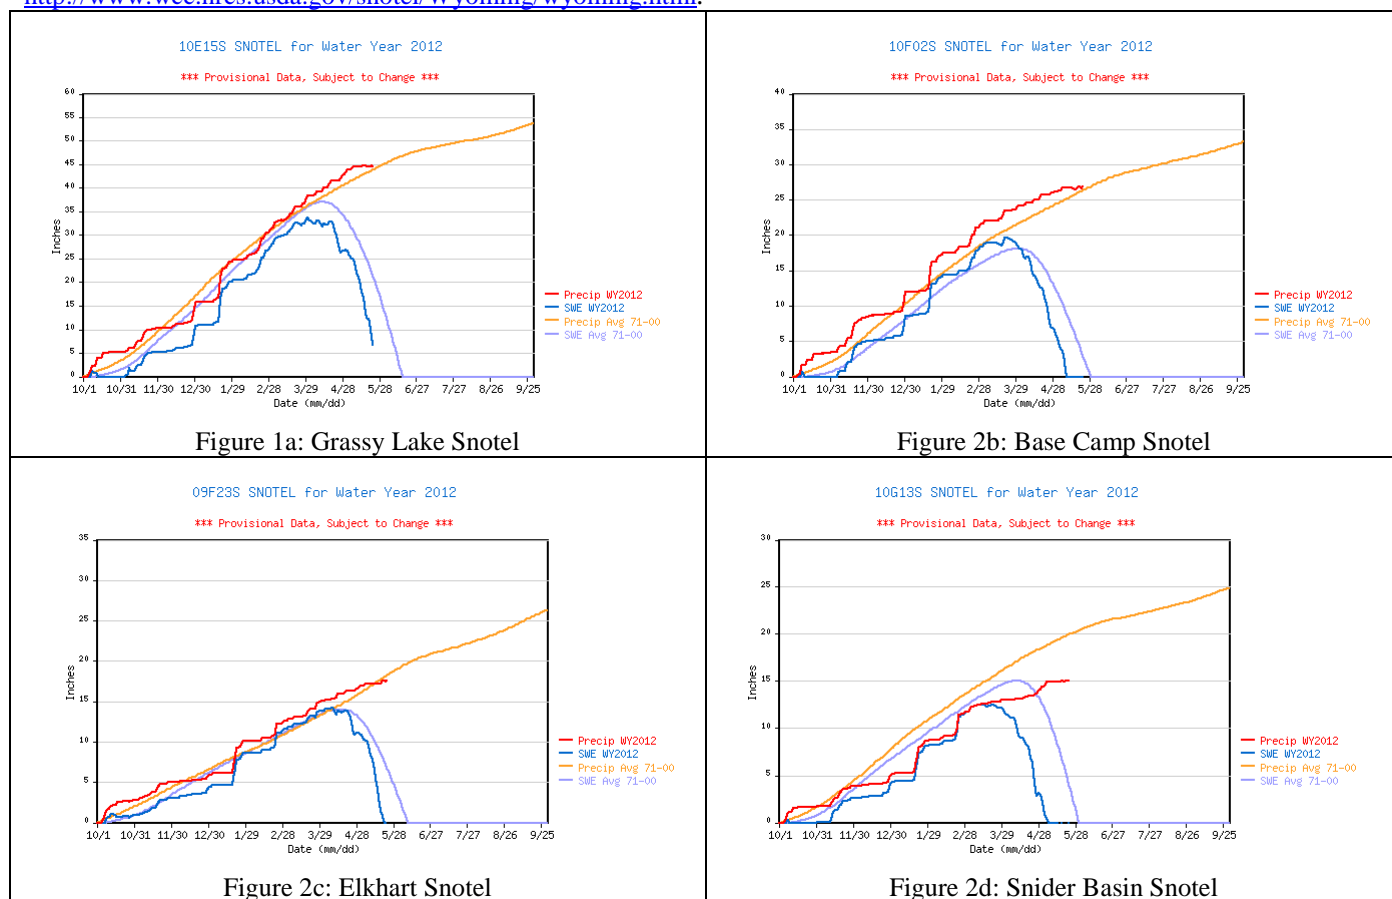 http://www.wcc.nrcs.usda.gov/snotel/Wyoming/wyoming.html.
10E15S SNOTEL for Water Year 2012
*** Provisional Data, Subject to Change ***
60
55
50
45
40
35
30
25
20
15
10
5
0
Inches
10/1 10/31 11/30 12/30 1/29 2/28 3/29 4/28 5/28 6/27 7/27 8/26 9/25
Date (mm/dd)
Precip WY2012
SWE WY2012
Precip Avg 71-00
SWE Avg 71-00
Figure 1a: Grassy Lake Snotel
10F02S SNOTEL for Water Year 2012
*** Provisional Data, Subject to Change ***
40
35
30
25
20
15
10
5
0
Inches
10/1 10/31 11/30 12/30 1/29 2/28 3/29 4/28 5/28 6/27 7/27 8/26 9/25
Date (mm/dd)
Precip WY2012
SWE WY2012
Precip Avg 71-00
SWE Avg 71-00
Figure 2b: Base Camp Snotel
09F23S SNOTEL for Water Year 2012
*** Provisional Data, Subject to Change ***
35
30
25
20
15
10
5
0
Inches
10/1 10/31 11/30 12/30 1/29 2/28 3/29 4/28 5/28 6/27 7/27 8/26 9/25
Date (mm/dd)
Precip WY2012
SWE WY2012
Precip Avg 71-00
SWE Avg 71-00
Figure 2c: Elkhart Snotel
10G13S SNOTEL for Water Year 2012
*** Provisional Data, Subject to Change ***
30
25
20
15
10
5
0
Inches
10/1 10/31 11/30 12/30 1/29 2/28 3/29 4/28 5/28 6/27 7/27 8/26 9/25
Date (mm/dd)
Precip WY2012
SWE WY2012
Precip Avg 71-00
SWE Avg 71-00
Figure 2d: Snider Basin Snotel